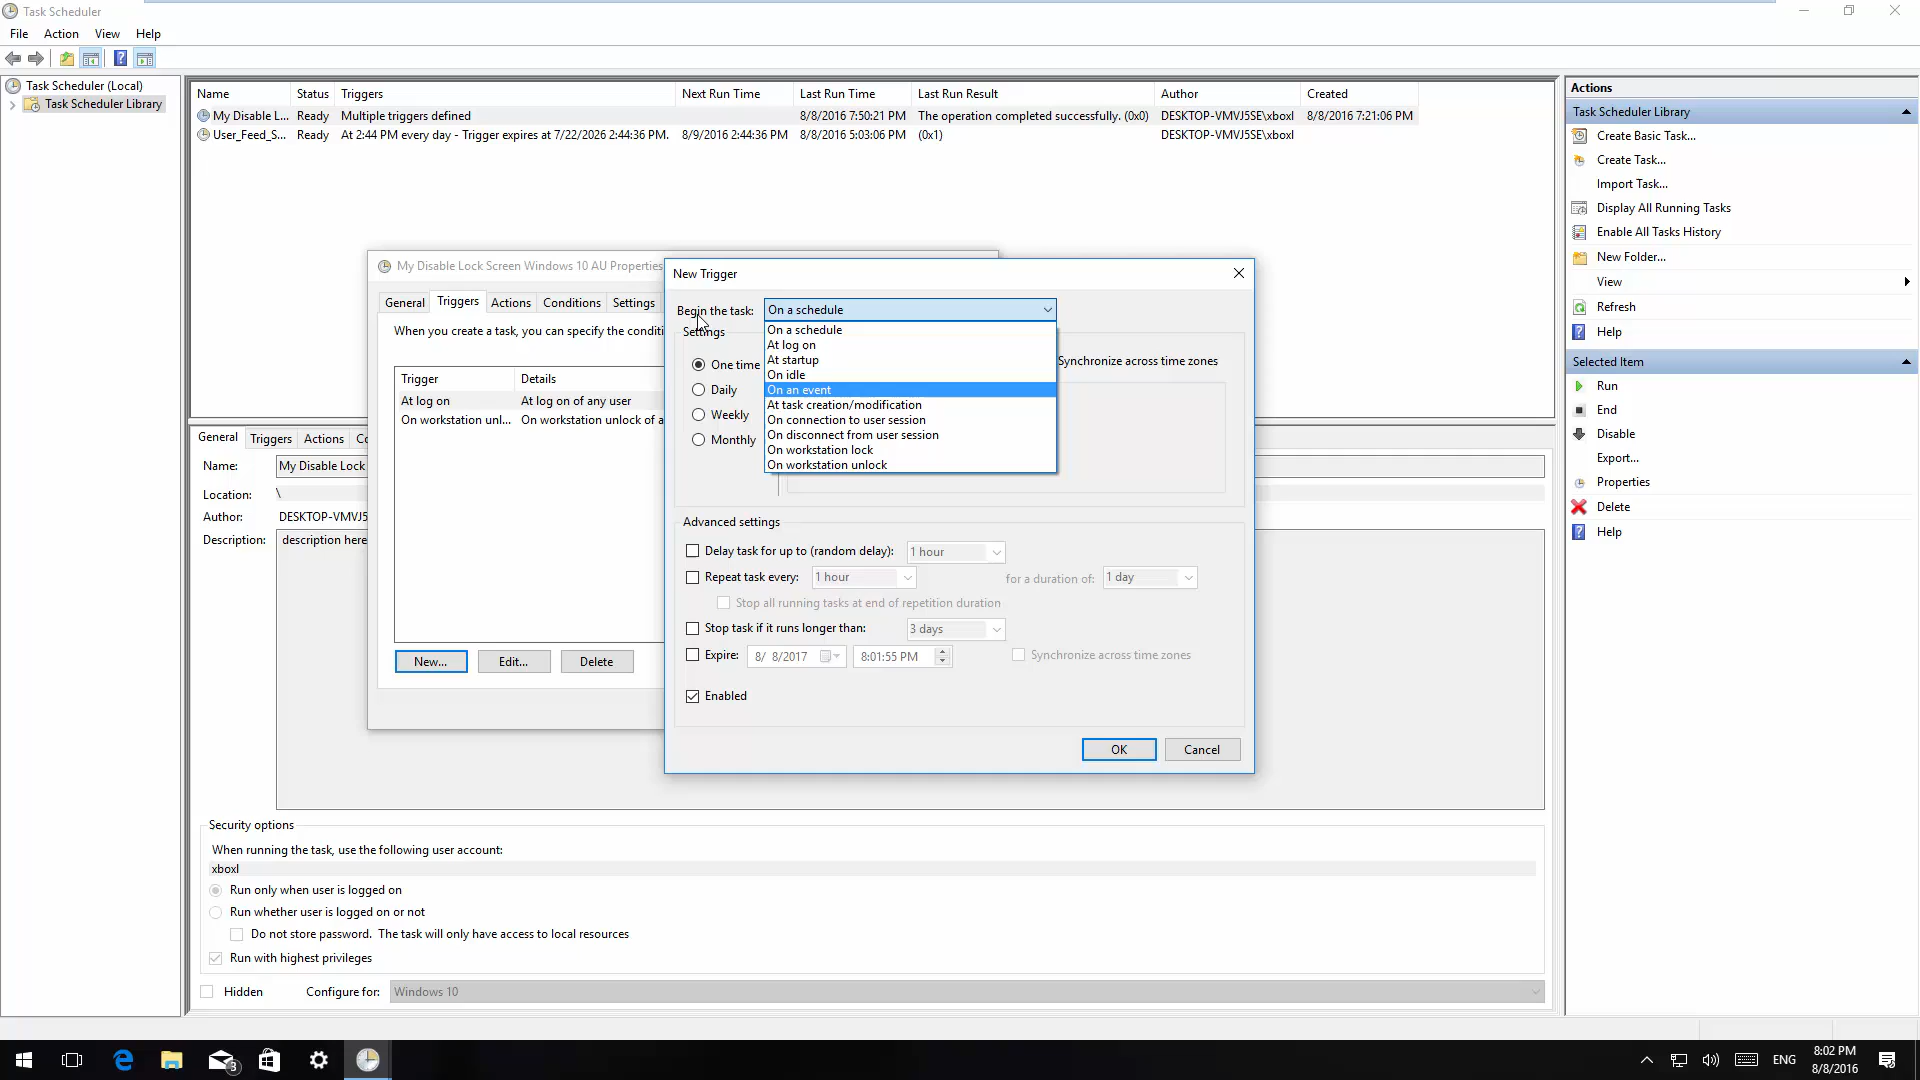 Task Scheduler
File Action View Help
Task Scheduler (Local)
Task Scheduler Library
Name Status Triggers Next Run Time Last Run Time Last Run Result Author Created
My Disable L... Ready Multiple triggers defined 8/8/2016 7:50:21 PM The operation completed successfully. (0x0) DESKTOP-VMVJ5SE\xboxl 8/8/2016 7:21:06 PM
User_Feed_S... Ready At 2:44 PM every day - Trigger expires at 7/22/2026 2:44:36 PM. 8/9/2016 2:44:36 PM 8/8/2016 5:03:06 PM (0x1) DESKTOP-VMVJ5SE\xboxl
My Disable Lock Screen Windows 10 AU Properties
General Triggers Actions Conditions Settings
When you create a task, you can specify the conditi
Trigger Details
At log on At log on of any user
On workstation unl... On workstation unlock of a
New... Edit... Delete
New Trigger
Begin the task: On a schedule
On a schedule
At log on
At startup
On idle
On an event
At task creation/modification
On connection to user session
On disconnect from user session
On workstation lock
On workstation unlock
Settings
One time Synchronize across time zones
Daily
Weekly
Monthly
Advanced settings
Delay task for up to (random delay): 1 hour
Repeat task every: 1 hour for a duration of: 1 day
Stop all running tasks at end of repetition duration
Stop task if it runs longer than: 3 days
Expire: 8/ 8/2017 8:01:55 PM Synchronize across time zones
Enabled
OK Cancel
General Triggers Actions Co
Name: My Disable Lock
Location: \
Author: DESKTOP-VMVJ5
Description: description here
Security options
When running the task, use the following user account:
xboxl
Run only when user is logged on
Run whether user is logged on or not
Do not store password. The task will only have access to local resources
Run with highest privileges
Hidden Configure for: Windows 10
Actions
Task Scheduler Library
Create Basic Task...
Create Task...
Import Task...
Display All Running Tasks
Enable All Tasks History
New Folder...
View
Refresh
Help
Selected Item
Run
End
Disable
Export...
Properties
Delete
Help
3
ENG
8:02 PM
8/8/2016